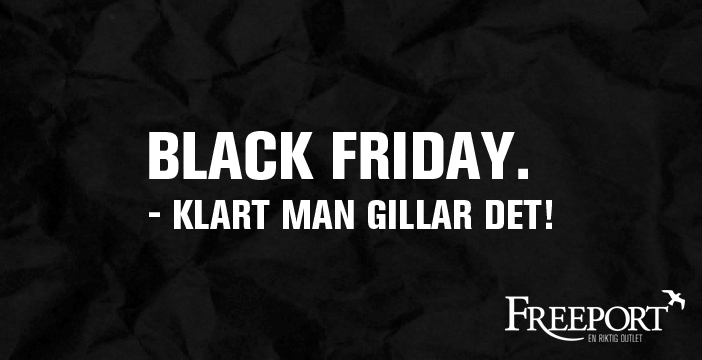 BLACK FRIDAY.
- KLART MAN GILLAR DET!
FREEPORT
EN RIKTIG OUTLET